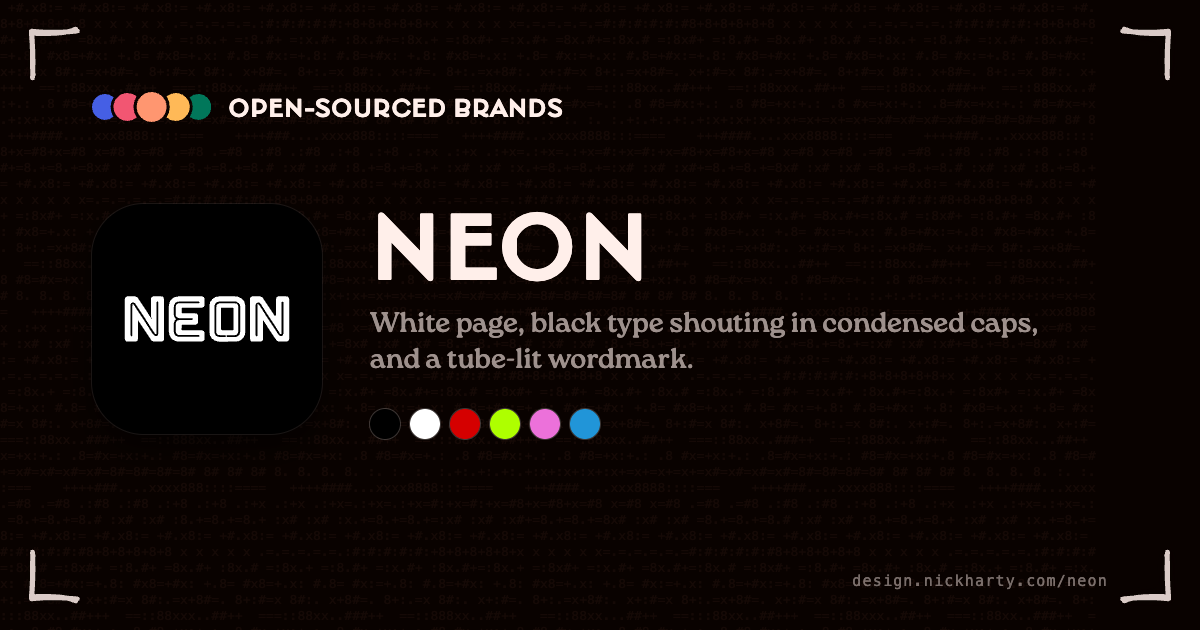 OPEN-SOURCED BRANDS
NEON
NEON
White page, black type shouting in condensed caps,
and a tube-lit wordmark.
design.nickharty.com/neon